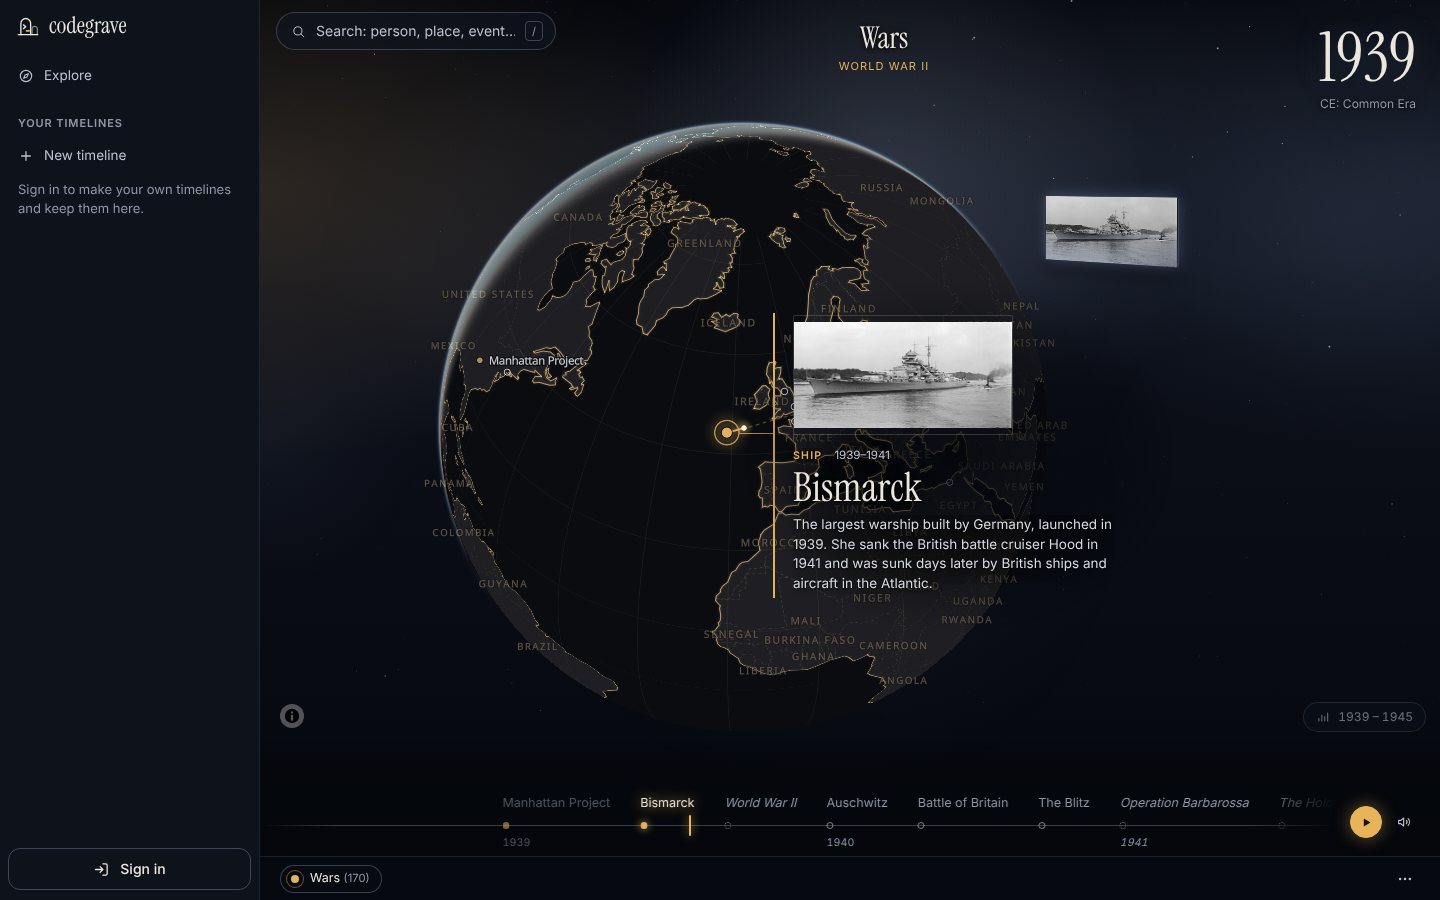 codegrave
Explore
YOUR TIMELINES
New timeline
Sign in to make your own timelines
and keep them here.
Sign in
Search: person, place, event... /
Wars
WORLD WAR II
1939
CE: Common Era
RUSSIA
MONGOLIA
CANADA
GREENLAND
UNITED STATES
ICELAND
FINLAND
NEPAL
MEXICO
Manhattan Project
IRELAND
CUBA
FRANCE
EMIRATES
SAUDI ARABIA
YEMEN
PANAMA
SPAIN
EGYPT
TUNISIA
COLOMBIA
MOROCCO
SHIP 1939–1941
Bismarck
The largest warship built by Germany, launched in
1939. She sank the British battle cruiser Hood in
1941 and was sunk days later by British ships and
aircraft in the Atlantic.
GUYANA
KENYA
NIGER
UGANDA
MALI
RWANDA
SENEGAL
BURKINA FASO
CAMEROON
BRAZIL
GHANA
LIBERIA
ANGOLA
1939 – 1945
Manhattan Project
Bismarck
World War II
Auschwitz
Battle of Britain
The Blitz
Operation Barbarossa
The
1939
1940
1941
Wars (170)